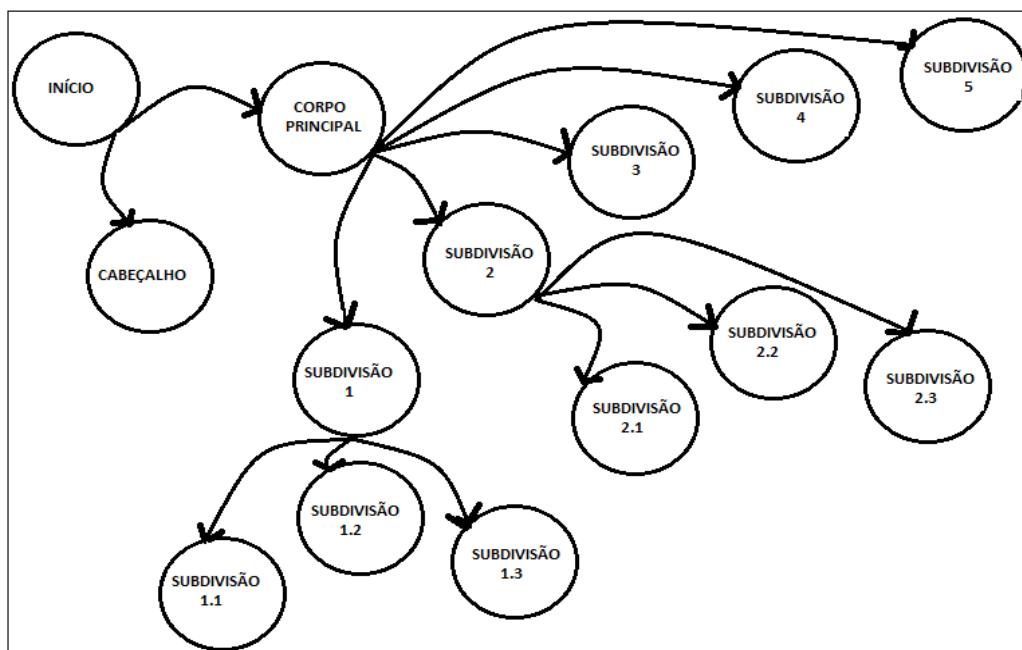 INÍCIO
CORPO
PRINCIPAL
CABEÇALHO
SUBDIVISÃO
5
SUBDIVISÃO
4
SUBDIVISÃO
3
SUBDIVISÃO
2
SUBDIVISÃO
1
SUBDIVISÃO
2.1
SUBDIVISÃO
2.2
SUBDIVISÃO
2.3
SUBDIVISÃO
1.1
SUBDIVISÃO
1.2
SUBDIVISÃO
1.3